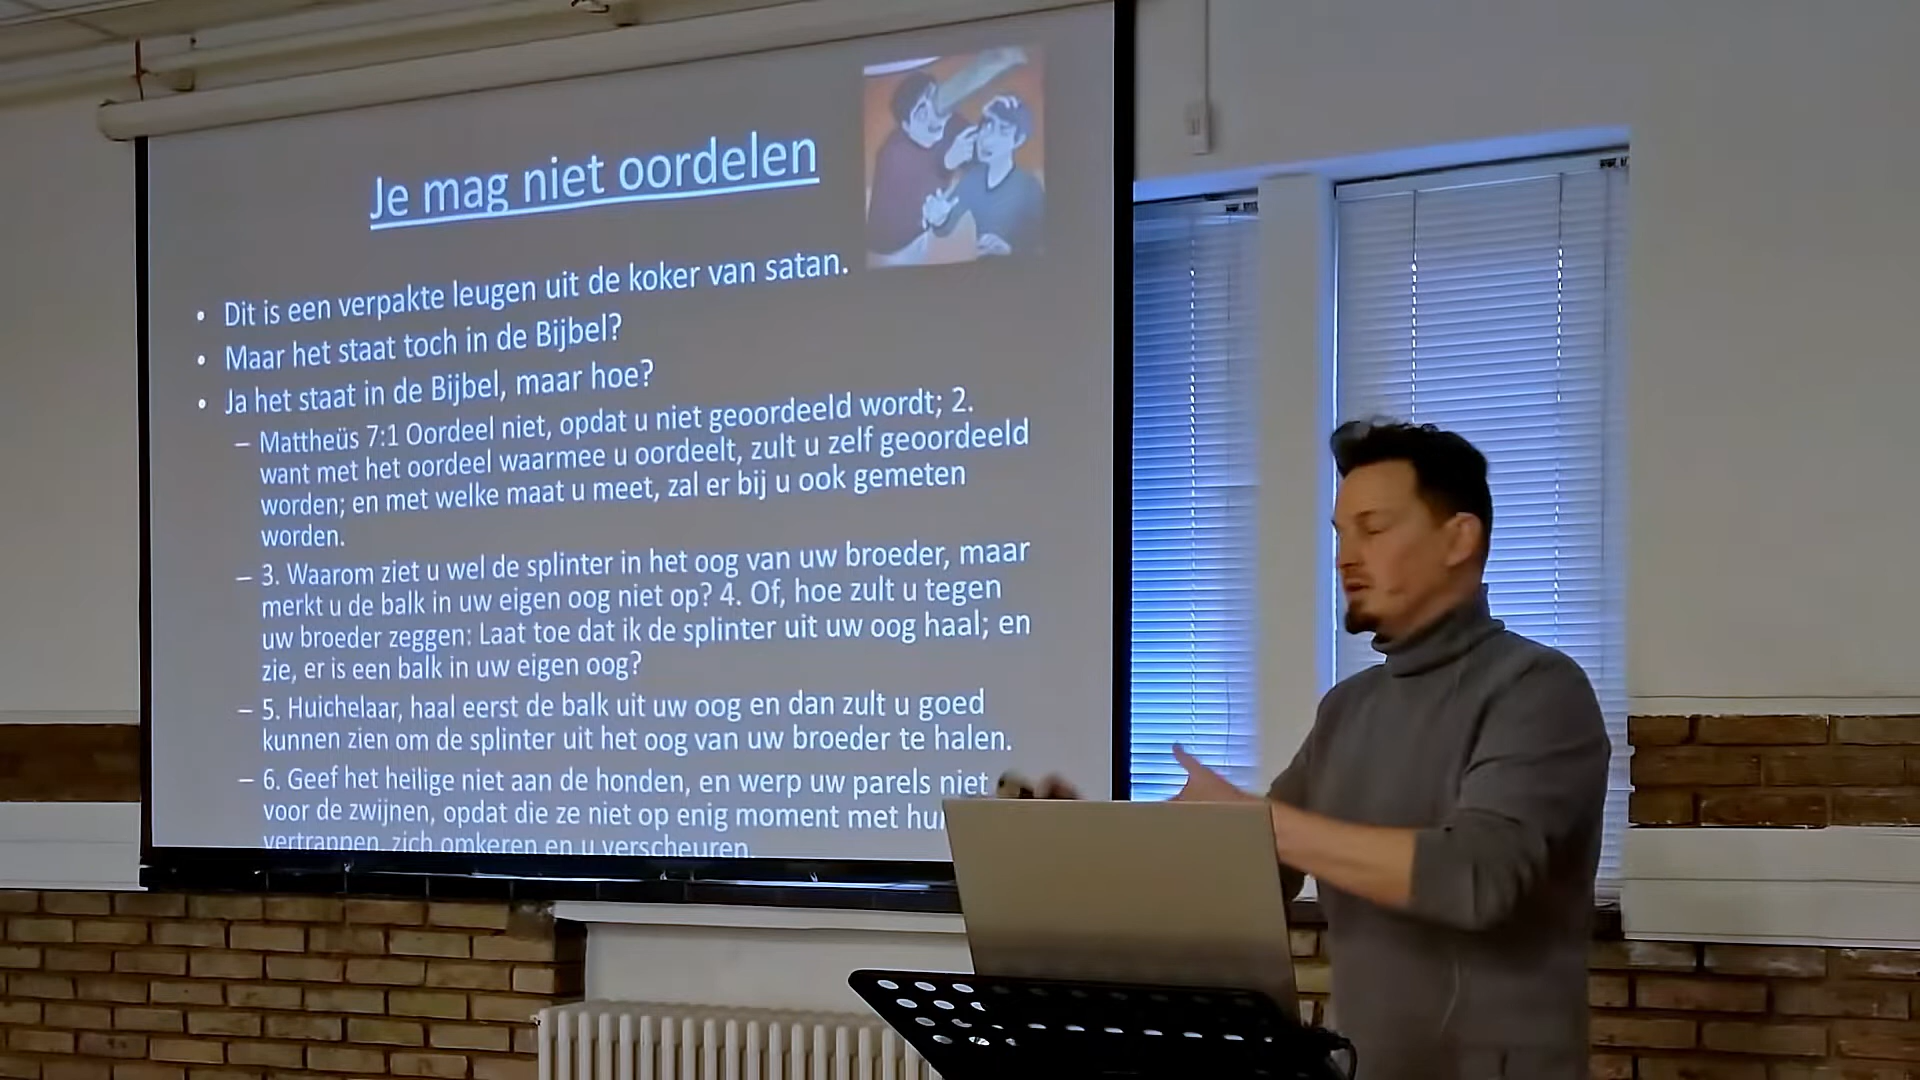 Je mag niet oordelen
• Dit is een verpakte leugen uit de koker van satan.
• Maar het staat toch in de Bijbel?
• Ja het staat in de Bijbel, maar hoe?
– Mattheüs 7:1 Oordeel niet, opdat u niet geoordeeld wordt; 2.
want met het oordeel waarmee u oordeelt, zult u zelf geoordeeld
worden; en met welke maat u meet, zal er bij u ook gemeten
worden.
– 3. Waarom ziet u wel de splinter in het oog van uw broeder, maar
merkt u de balk in uw eigen oog niet op? 4. Of, hoe zult u tegen
uw broeder zeggen: Laat toe dat ik de splinter uit uw oog haal; en
zie, er is een balk in uw eigen oog?
– 5. Huichelaar, haal eerst de balk uit uw oog en dan zult u goed
kunnen zien om de splinter uit het oog van uw broeder te halen.
– 6. Geef het heilige niet aan de honden, en werp uw parels niet
voor de zwijnen, opdat die ze niet op enig moment met
vertrappen, zich omkeren en u verscheuren.